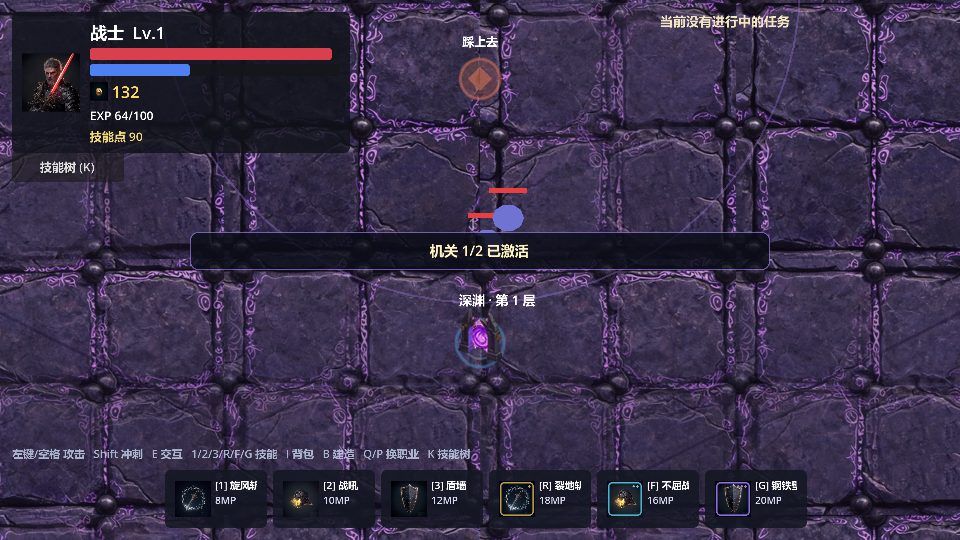 战士 Lv.1
132
EXP 64/100
技能点 90
技能树 (K)
当前没有进行中的任务
踩上去
机关 1/2 已激活
深渊 · 第 1 层
左键/空格 攻击 Shift 冲刺 E 交互 1/2/3/R/F/G 技能 I 背包 B 建造 Q/P 换职业 K 技能树
[1] 旋风斩
8MP
[2] 战吼
10MP
[3] 盾墙
12MP
[R] 裂地斩
18MP
[F] 不屈战
16MP
[G] 钢铁
20MP